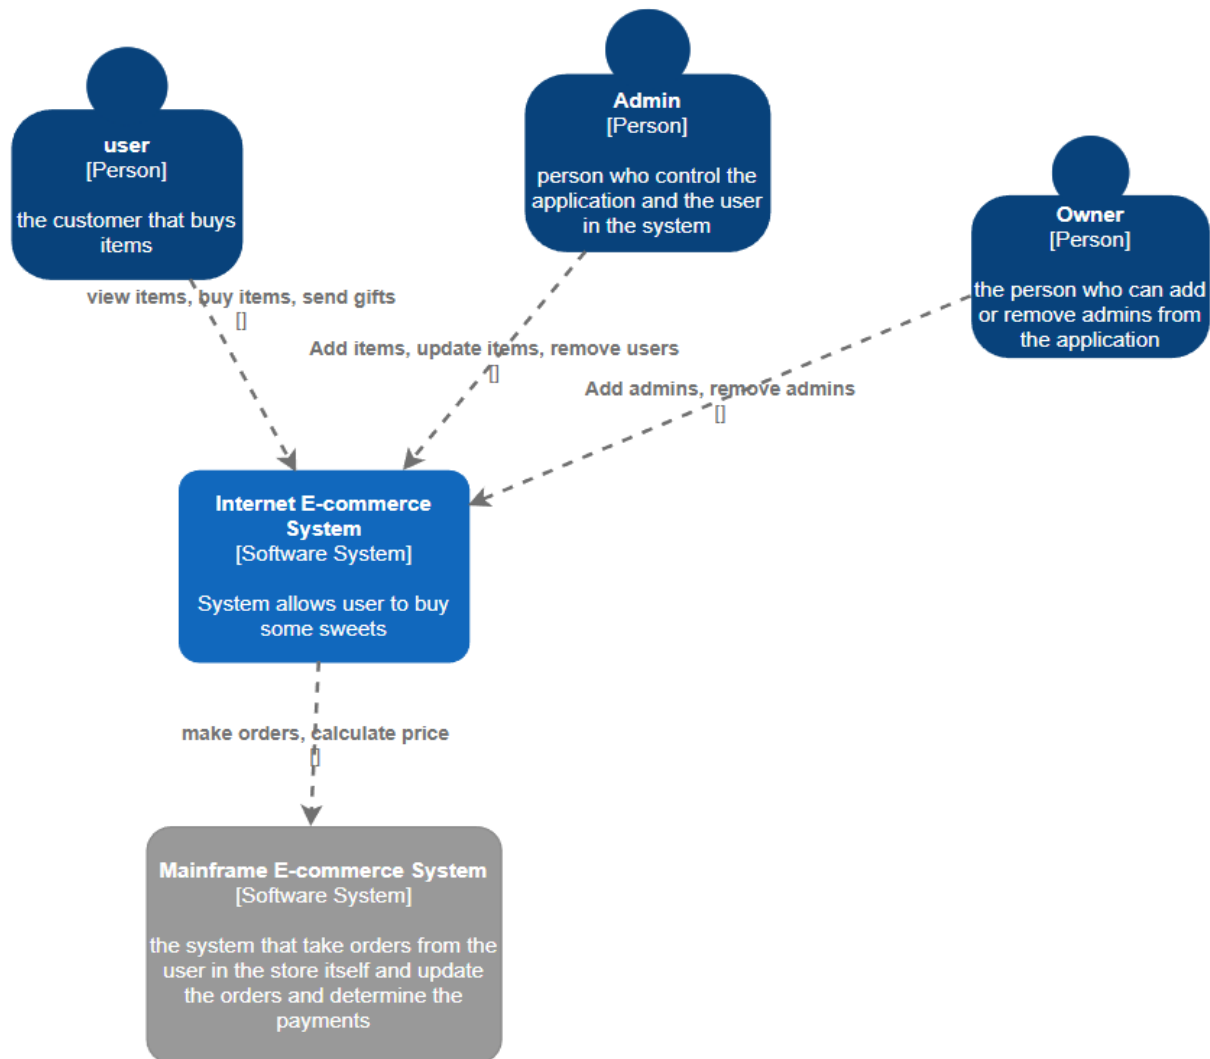 user
[Person]
the customer that buys
items
Admin
[Person]
person who control the
application and the user
in the system
Owner
[Person]
the person who can add
or remove admins from
the application
view items, buy items, send gifts
[]
Add items, update items, remove users
[]
Add admins, remove admins
[]
Internet E-commerce
System
[Software System]
System allows user to buy
some sweets
make orders, calculate price
[]
Mainframe E-commerce System
[Software System]
the system that take orders from the
user in the store itself and update
the orders and determine the
payments